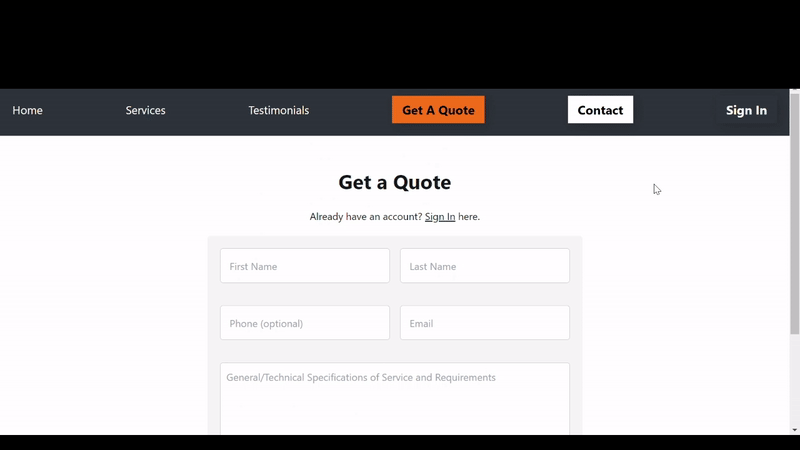 Home Services Testimonials Get A Quote Contact Sign In
Get a Quote
Already have an account? Sign In here.
First Name Last Name
Phone (optional) Email
General/Technical Specifications of Service and Requirements